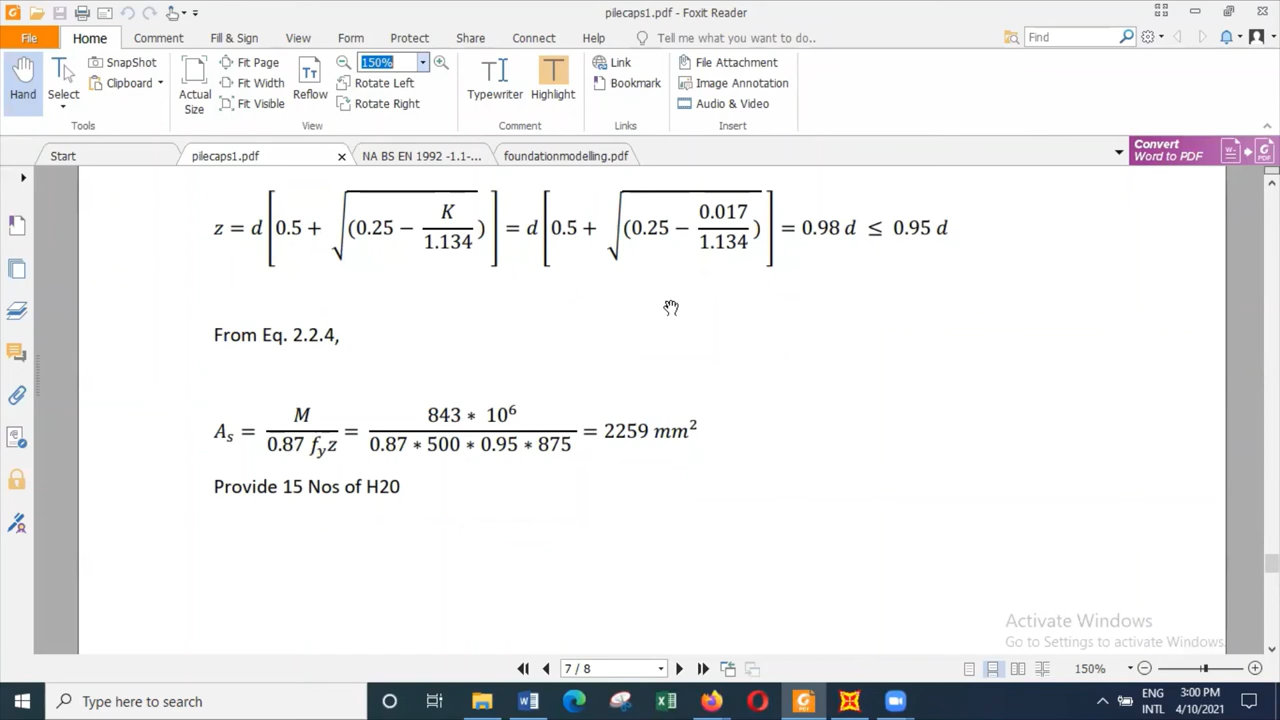 pilecaps1.pdf - Foxit Reader
File Home Comment Fill & Sign View Form Protect Share Connect Help Tell me what you want to do.. Find
Hand Select SnapShot Clipboard Actual Size Fit Page Fit Width Fit Visible Reflow 150% Rotate Left Rotate Right Typewriter Highlight Link Bookmark File Attachment Image Annotation Audio & Video
Tools View Comment Links Insert
Start pilecaps1.pdf NA BS EN 1992 -1.1-... foundationmodelling.pdf Convert Word to PDF
z = d [0.5 + √(0.25 − K/1.134)] = d [0.5 + √(0.25 − 0.017/1.134)] = 0.98 d ≤ 0.95 d
From Eq. 2.2.4,
A_s = M / 0.87 f_y z = 843 * 10^6 / 0.87 * 500 * 0.95 * 875 = 2259 mm^2
Provide 15 Nos of H20
Activate Windows
Go to Settings to activate Windows.
7 / 8 150%
Type here to search ENG INTL 3:00 PM 4/10/2021